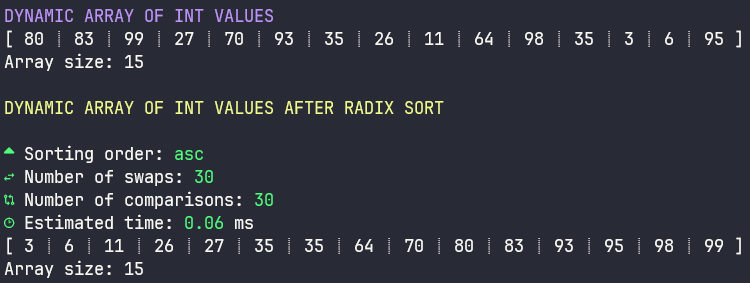 DYNAMIC ARRAY OF INT VALUES
[ 80 ┊ 83 ┊ 99 ┊ 27 ┊ 70 ┊ 93 ┊ 35 ┊ 26 ┊ 11 ┊ 64 ┊ 98 ┊ 35 ┊ 3 ┊ 6 ┊ 95 ]
Array size: 15
DYNAMIC ARRAY OF INT VALUES AFTER RADIX SORT
Sorting order: asc
Number of swaps: 30
Number of comparisons: 30
Estimated time: 0.06 ms
[ 3 ┊ 6 ┊ 11 ┊ 26 ┊ 27 ┊ 35 ┊ 35 ┊ 64 ┊ 70 ┊ 80 ┊ 83 ┊ 93 ┊ 95 ┊ 98 ┊ 99 ]
Array size: 15